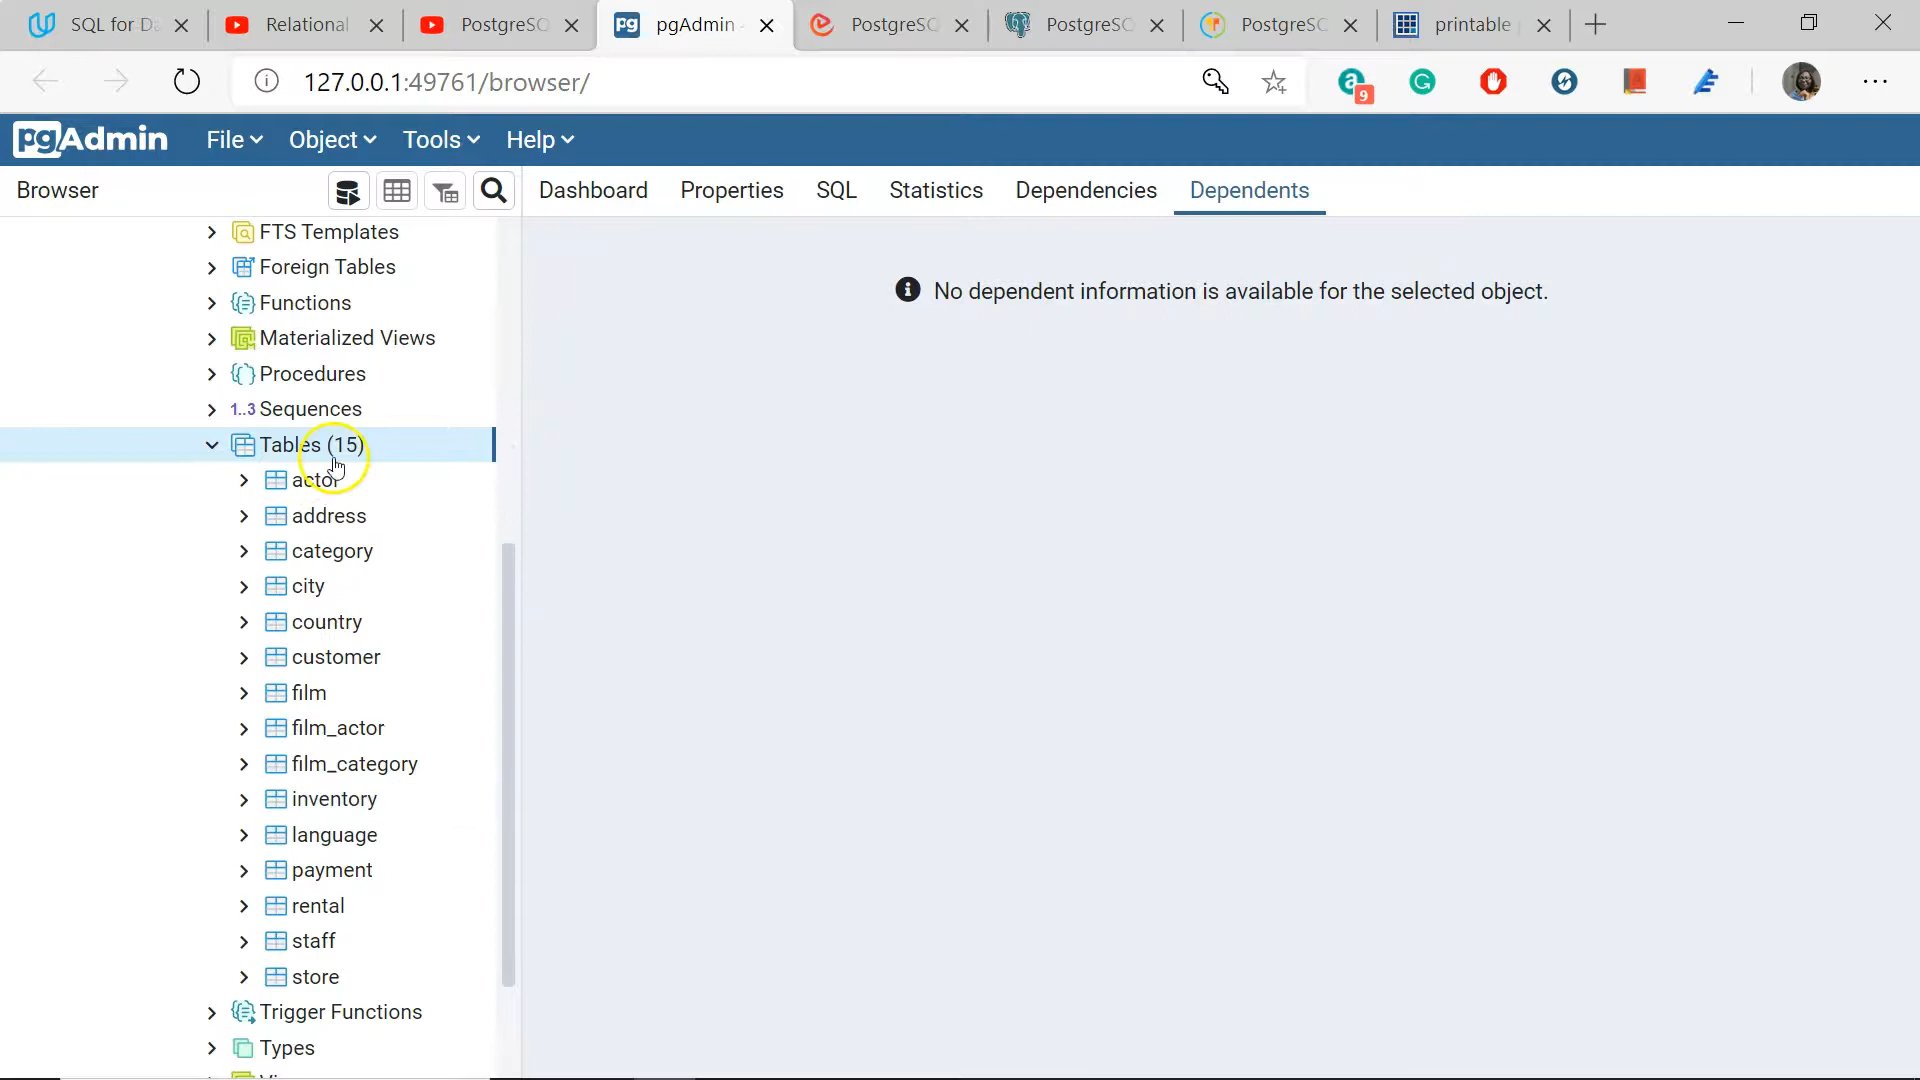 SQL for Da
Relational
PostgreSQ
pgAdmin -
PostgreSQ
PostgreSQ
PostgreSQ
printable
127.0.0.1:49761/browser/
9
pgAdmin
File
Object
Tools
Help
Browser
Dashboard
Properties
SQL
Statistics
Dependencies
Dependents
FTS Templates
Foreign Tables
Functions
Materialized Views
Procedures
1..3 Sequences
Tables (15)
actor
address
category
city
country
customer
film
film_actor
film_category
inventory
language
payment
rental
staff
store
Trigger Functions
Types
No dependent information is available for the selected object.